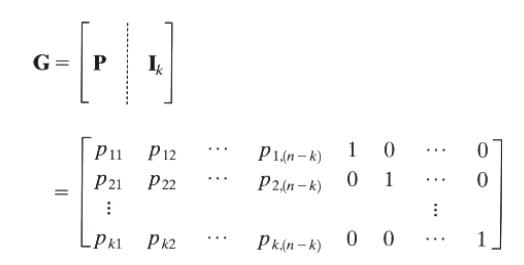 G = [ P ⋮ I_k ]
= [ p_11 p_12 ⋯ p_1,(n−k) 1 0 ⋯ 0
p_21 p_22 ⋯ p_2,(n−k) 0 1 ⋯ 0
⋮ ⋮
p_k1 p_k2 ⋯ p_k,(n−k) 0 0 ⋯ 1 ]